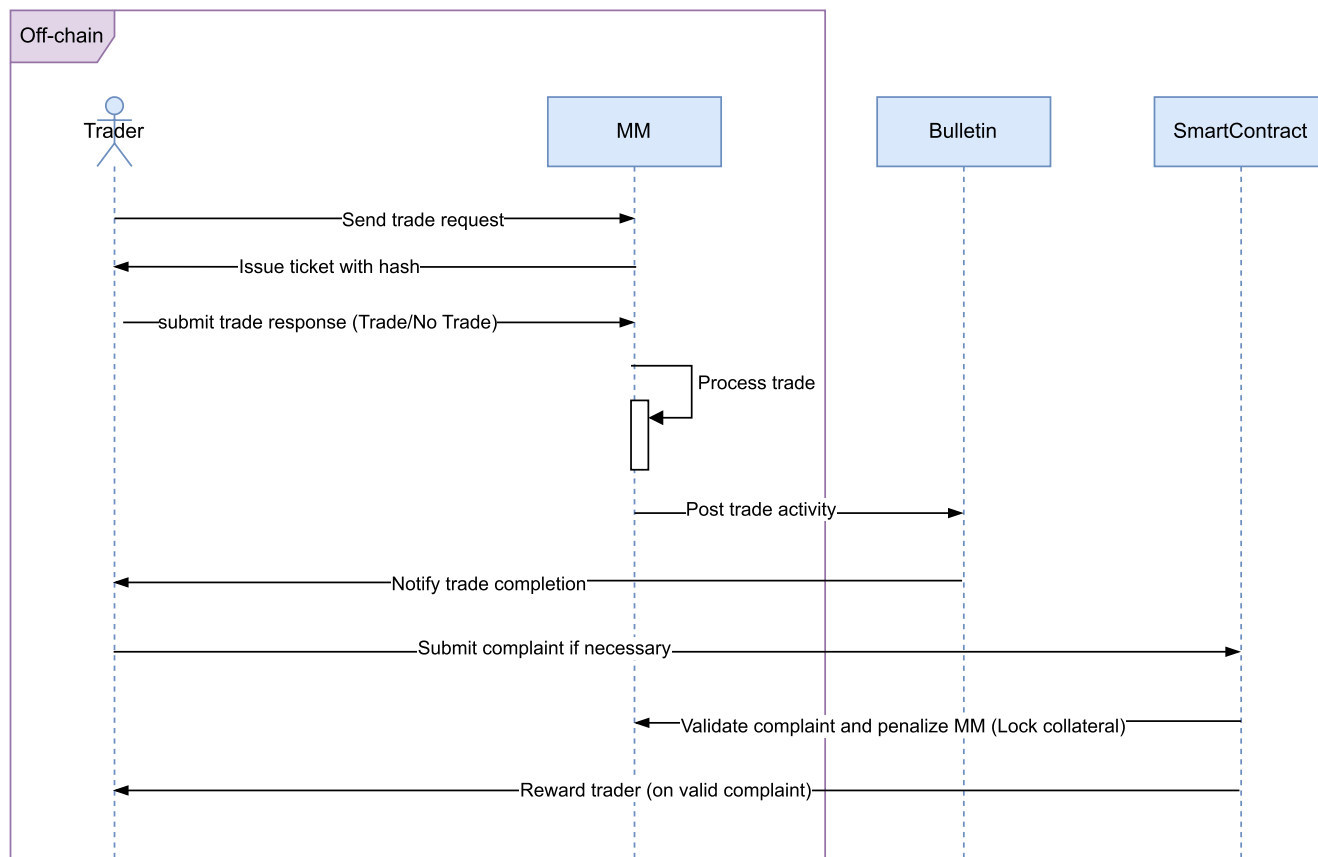 Off-chain
Trader
MM
Bulletin
SmartContract
Send trade request
Issue ticket with hash
submit trade response (Trade/No Trade)
Process trade
Post trade activity
Notify trade completion
Submit complaint if necessary
Validate complaint and penalize MM (Lock collateral)
Reward trader (on valid complaint)